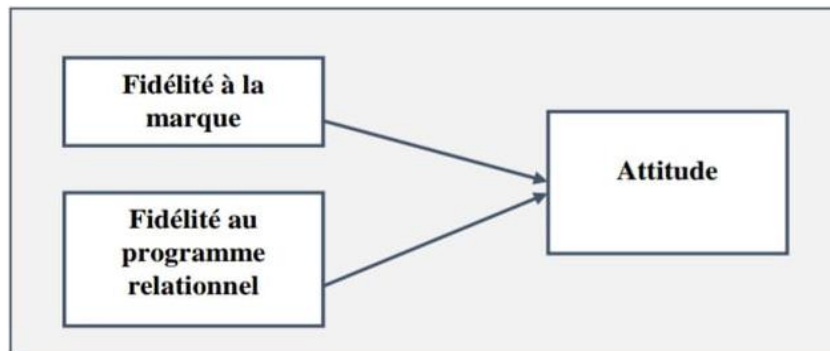 Fidélité à la
marque
Attitude
Fidélité au
programme
relationnel